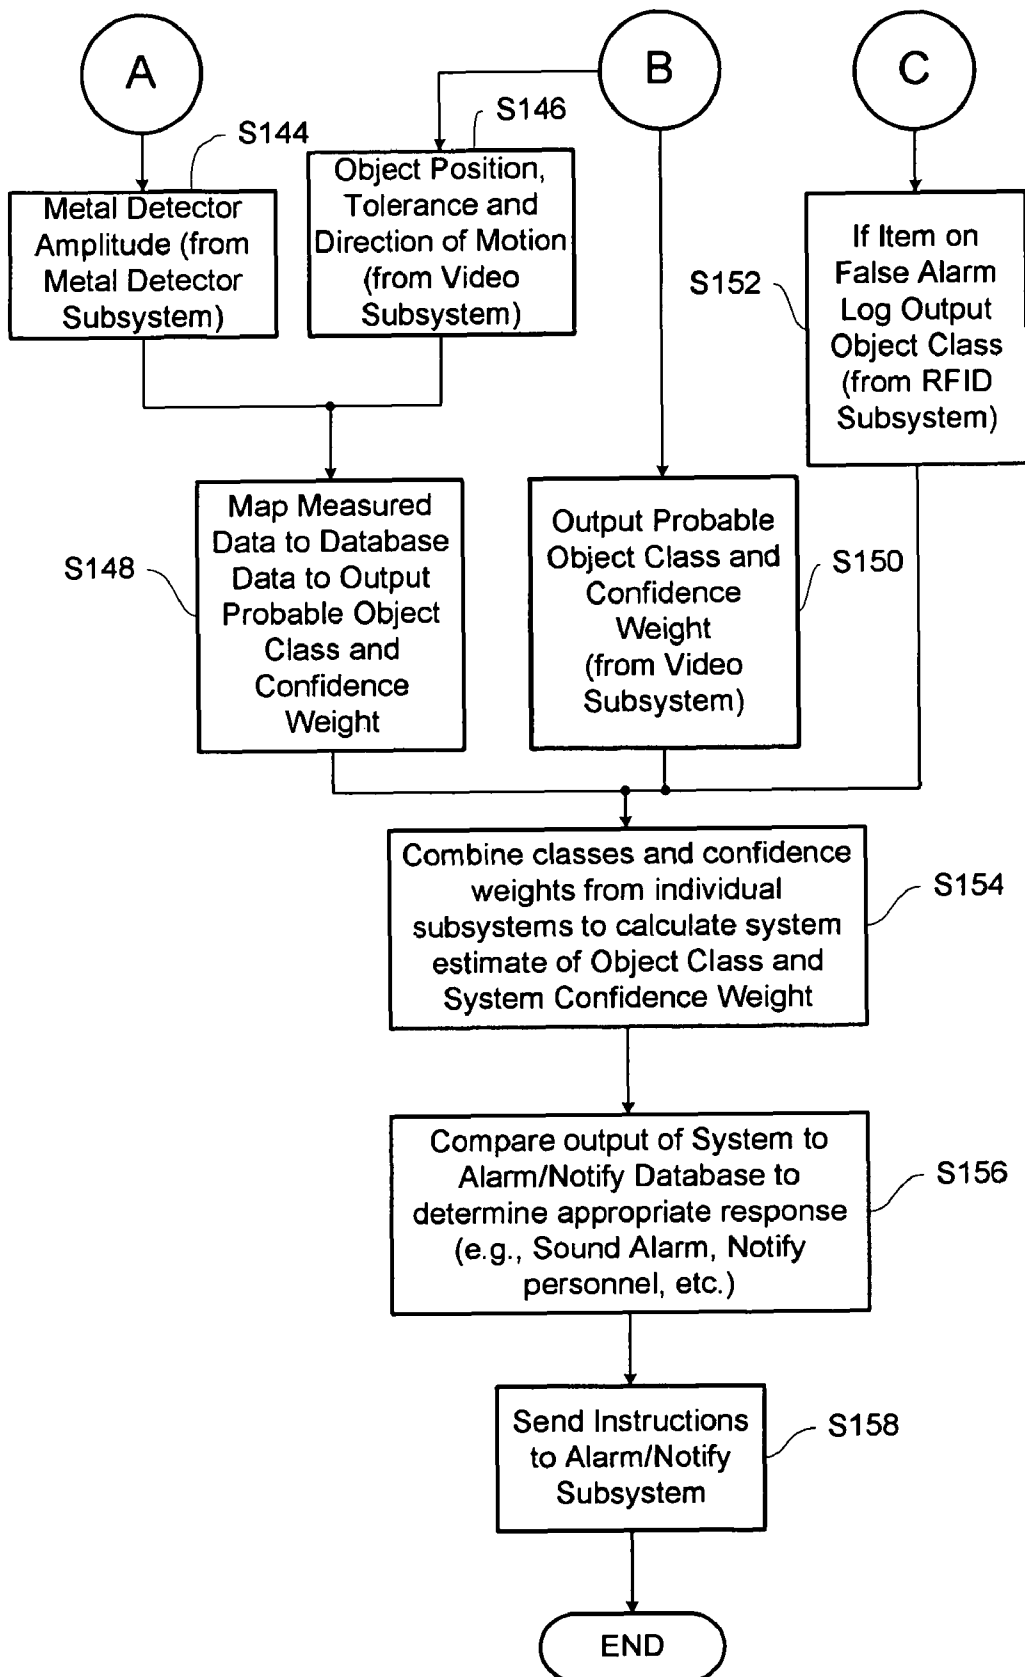 A
B
C
S144
S146
Metal Detector
Amplitude (from
Metal Detector
Subsystem)
Object Position,
Tolerance and
Direction of Motion
(from Video
Subsystem)
S152
If Item on
False Alarm
Log Output
Object Class
(from RFID
Subsystem)
S148
Map Measured
Data to Database
Data to Output
Probable Object
Class and
Confidence
Weight
Output Probable
Object Class and
Confidence
Weight
(from Video
Subsystem)
S150
Combine classes and confidence
weights from individual
subsystems to calculate system
estimate of Object Class and
System Confidence Weight
S154
Compare output of System to
Alarm/Notify Database to
determine appropriate response
(e.g., Sound Alarm, Notify
personnel, etc.)
S156
Send Instructions
to Alarm/Notify
Subsystem
S158
END